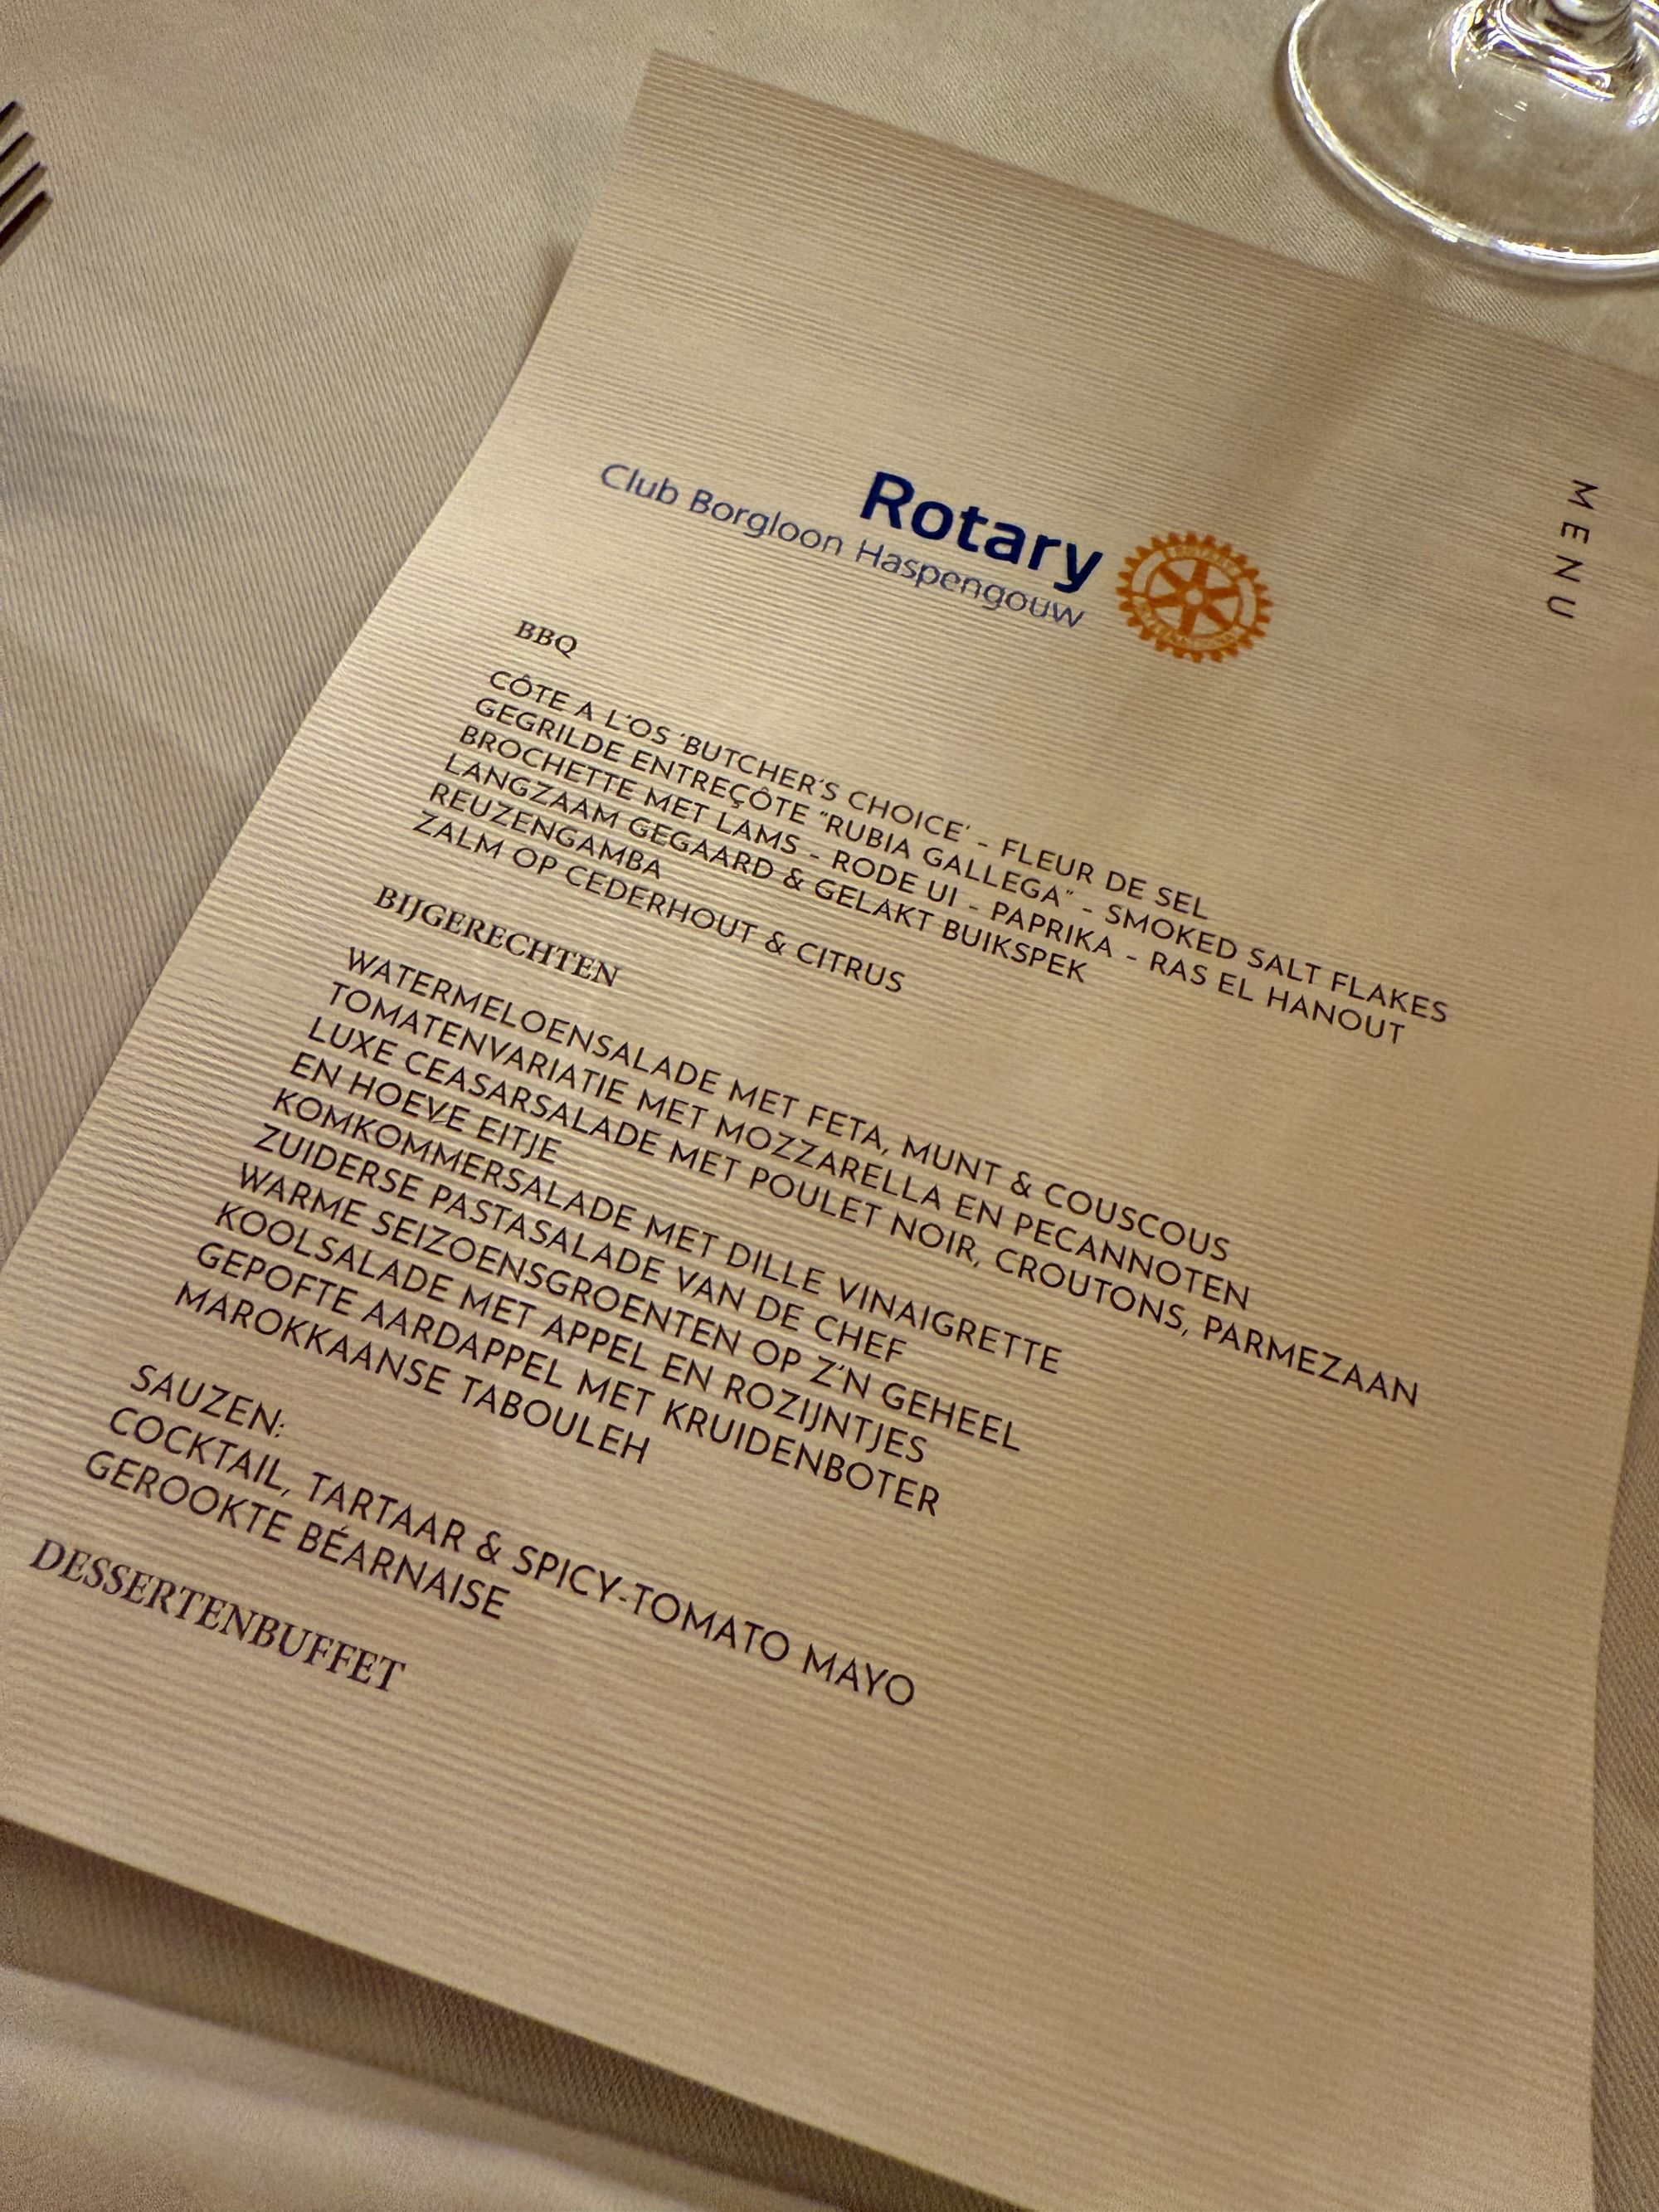 MENU
Rotary
Club Borgloon Haspengouw
BBQ
CÔTE A L'OS 'BUTCHER'S CHOICE' - FLEUR DE SEL
GEGRILDE ENTREÇÔTE "RUBIA GALLEGA" - SMOKED SALT FLAKES
BROCHETTE MET LAMS - RODE UI - PAPRIKA - RAS EL HANOUT
LANGZAAM GEGAARD & GELAKT BUIKSPEK
REUZENGAMBA
ZALM OP CEDERHOUT & CITRUS
BIJGERECHTEN
WATERMELOENSALADE MET FETA, MUNT & COUSCOUS
TOMATENVARIATIE MET MOZZARELLA EN PECANNOTEN
LUXE CEASARSALADE MET POULET NOIR, CROUTONS, PARMEZAAN
EN HOEVE EITJE
KOMKOMMERSALADE MET DILLE VINAIGRETTE
ZUIDERSE PASTASALADE VAN DE CHEF
WARME SEIZOENSGROENTEN OP Z'N GEHEEL
KOOLSALADE MET APPEL EN ROZIJNTJES
GEPOFTE AARDAPPEL MET KRUIDENBOTER
MAROKKAANSE TABOULEH
SAUZEN:
COCKTAIL, TARTAAR & SPICY-TOMATO MAYO
GEROOKTE BÉARNAISE
DESSERTENBUFFET